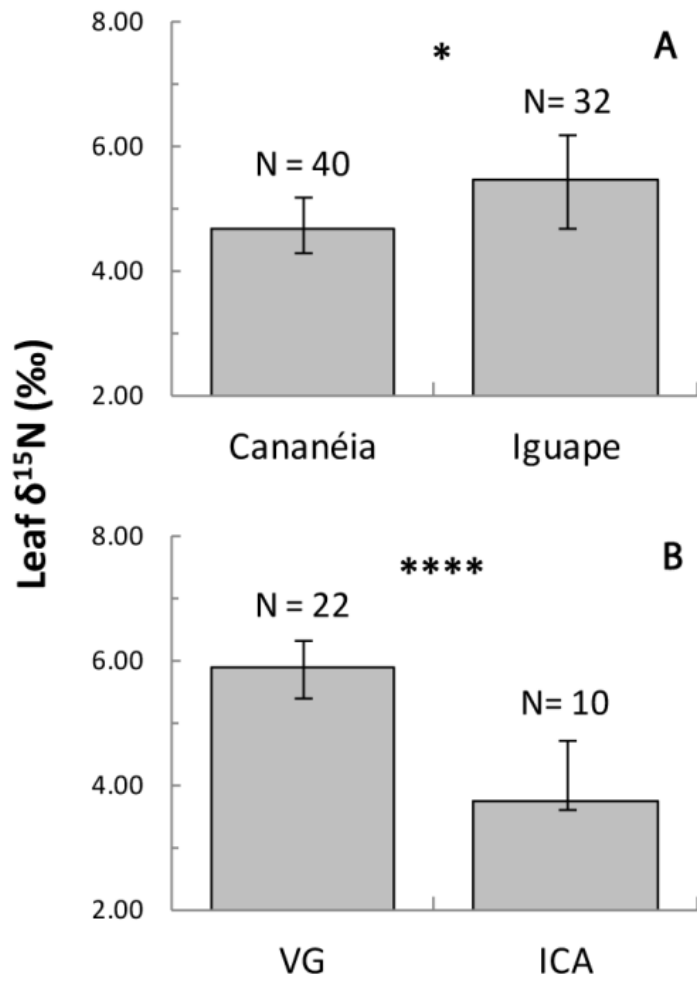 Leaf δ¹⁵N (‰)
8.00
6.00
4.00
2.00
*
A
N = 40
N= 32
Cananéia
Iguape
8.00
6.00
4.00
2.00
****
B
N = 22
N= 10
VG
ICA